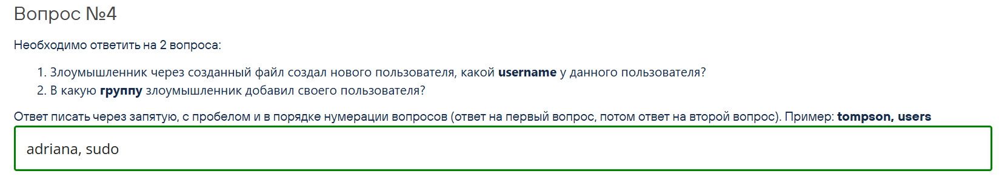 Вопрос №4
Необходимо ответить на 2 вопроса:
1. Злоумышленник через созданный файл создал нового пользователя, какой username у данного пользователя?
2. В какую группу злоумышленник добавил своего пользователя?
Ответ писать через запятую, с пробелом и в порядке нумерации вопросов (ответ на первый вопрос, потом ответ на второй вопрос). Пример: tompson, users
adriana, sudo